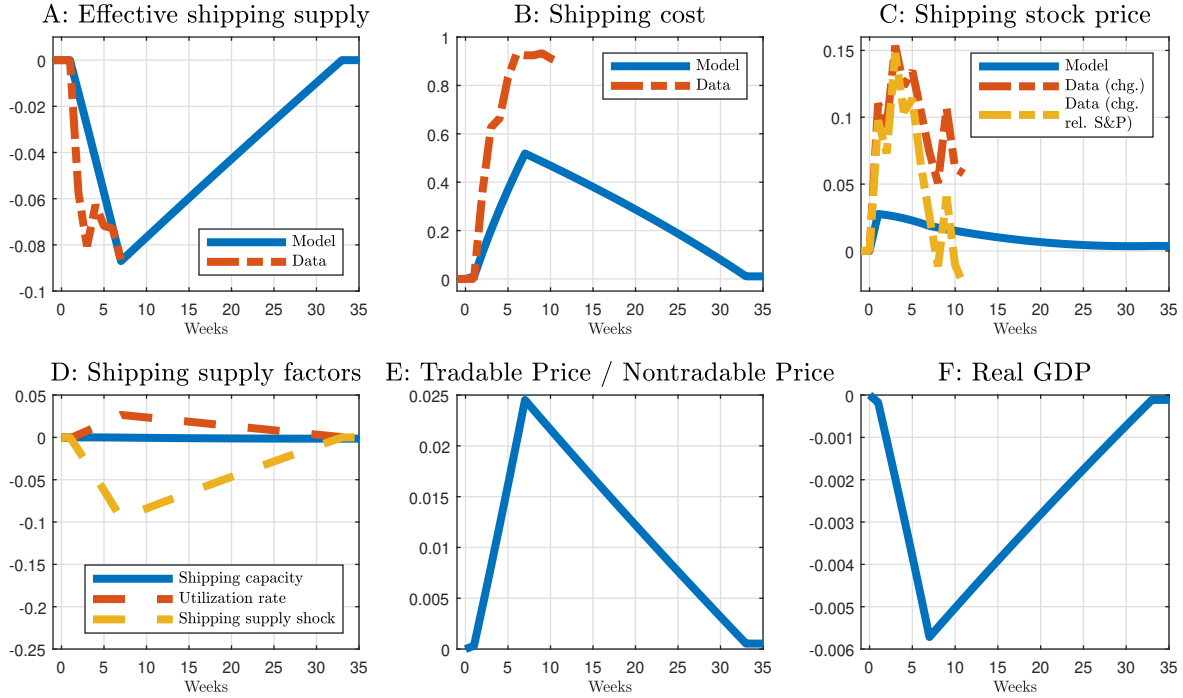 A: Effective shipping supply
0
-0.02
-0.04
-0.06
-0.08
-0.1
Model
Data
0 5 10 15 20 25 30 35
Weeks
B: Shipping cost
1
0.8
0.6
0.4
0.2
0
Model
Data
0 5 10 15 20 25 30 35
Weeks
C: Shipping stock price
0.15
0.1
0.05
0
Model
Data (chg.)
Data (chg.
rel. S&P)
0 5 10 15 20 25 30 35
Weeks
D: Shipping supply factors
0.05
0
-0.05
-0.1
-0.15
-0.2
-0.25
Shipping capacity
Utilization rate
Shipping supply shock
0 5 10 15 20 25 30 35
Weeks
E: Tradable Price / Nontradable Price
0.025
0.02
0.015
0.01
0.005
0
0 5 10 15 20 25 30 35
Weeks
F: Real GDP
0
-0.001
-0.002
-0.003
-0.004
-0.005
-0.006
0 5 10 15 20 25 30 35
Weeks